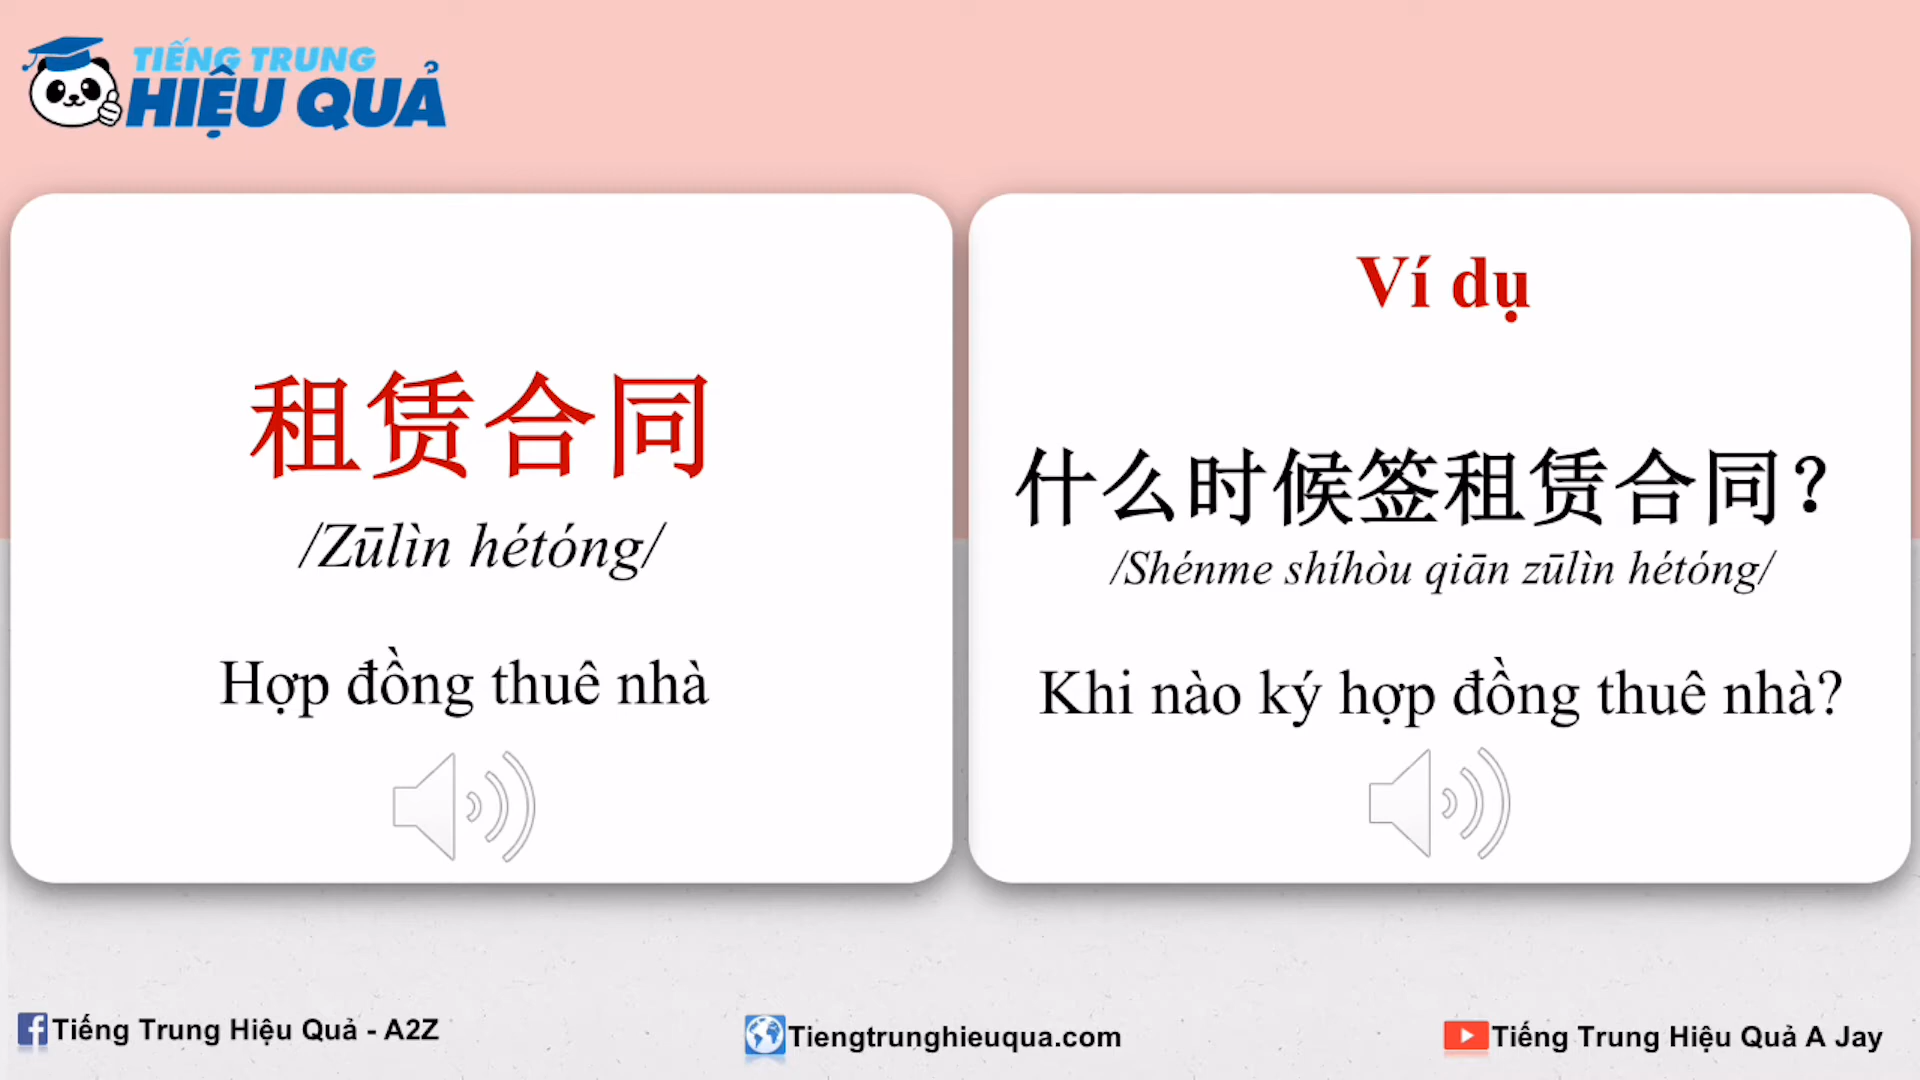 TIẾNG TRUNG
HIỆU QUẢ
租赁合同
/Zūlìn hétóng/
Hợp đồng thuê nhà
Ví dụ
什么时候签租赁合同？
/Shénme shíhòu qiān zūlìn hétóng/
Khi nào ký hợp đồng thuê nhà?
Tiếng Trung Hiệu Quả - A2Z
Tiengtrunghieuqua.com
Tiếng Trung Hiệu Quả A Jay